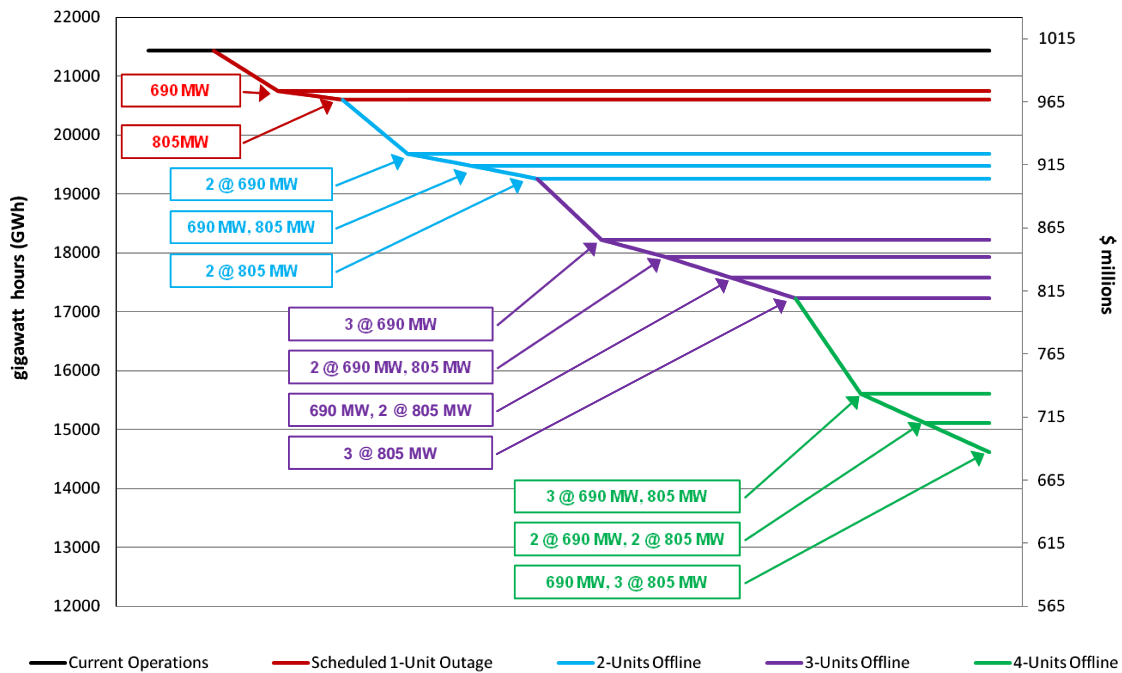 22000
21000
20000
19000
18000
17000
16000
15000
14000
13000
12000
gigawatt hours (GWh)
1015
965
915
865
815
765
715
665
615
565
$ millions
690 MW
805MW
2 @ 690 MW
690 MW, 805 MW
2 @ 805 MW
3 @ 690 MW
2 @ 690 MW, 805 MW
690 MW, 2 @ 805 MW
3 @ 805 MW
3 @ 690 MW, 805 MW
2 @ 690 MW, 2 @ 805 MW
690 MW, 3 @ 805 MW
Current Operations
Scheduled 1-Unit Outage
2-Units Offline
3-Units Offline
4-Units Offline